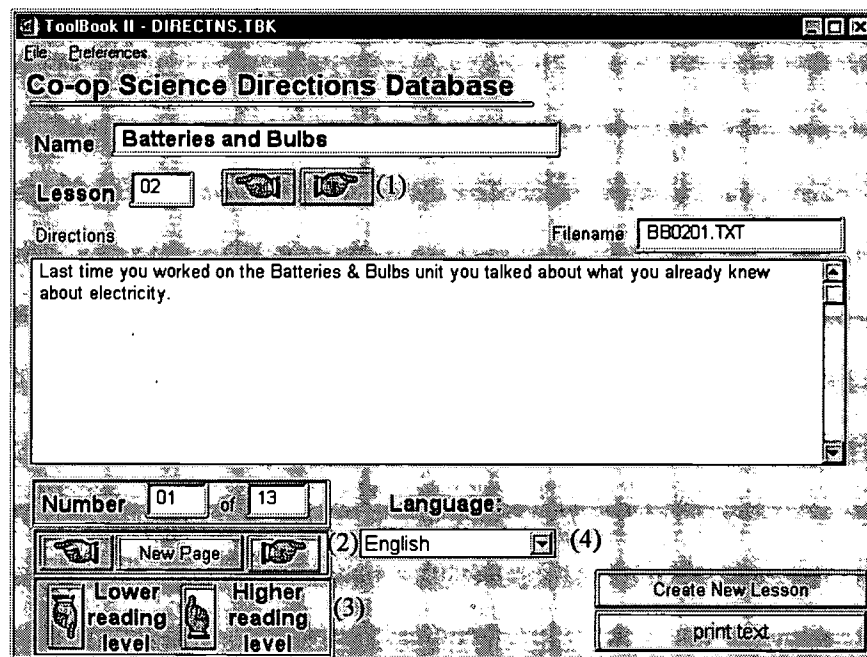 ToolBook II - DIRECTNS.TBK
File Preferences
Co-op Science Directions Database
Name Batteries and Bulbs
Lesson 02 (1)
Directions Filename BB0201.TXT
Last time you worked on the Batteries & Bulbs unit you talked about what you already knew
about electricity.
Number 01 of 13 Language:
New Page (2) English (4)
Lower reading level Higher reading level (3)
Create New Lesson
print text